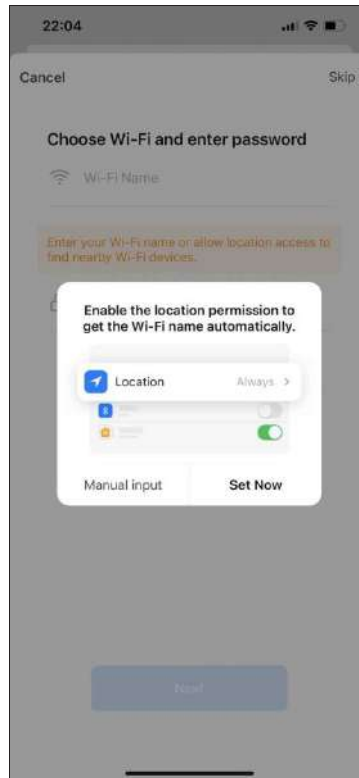 22:04
Cancel
Skip
Choose Wi-Fi and enter password
Wi-Fi Name
Enter your Wi-Fi name or allow location access to
find nearby Wi-Fi devices.
Enable the location permission to
get the Wi-Fi name automatically.
Location
Always
Manual input
Set Now
Next